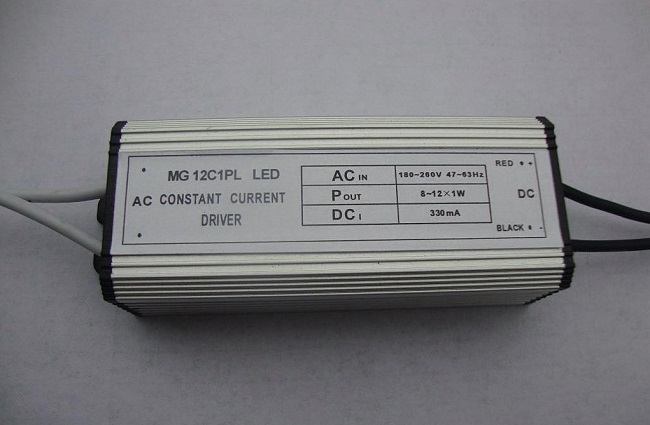 MG 12C1PL LED
AC CONSTANT CURRENT
DRIVER
AC IN 180~260V 47~63Hz
POUT 8~12×1W
DC I 330mA
RED • +
DC
BLACK • -